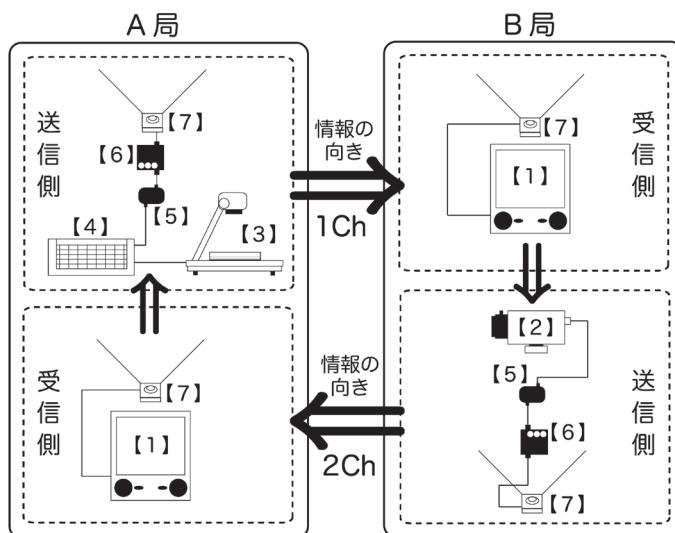 A局
B局
送信側
【7】
【6】
【5】
【4】
【3】
情報の
向き
1Ch
【7】
【1】
受信側
受信側
【7】
【1】
情報の
向き
2Ch
【2】
【5】
【6】
【7】
送信側